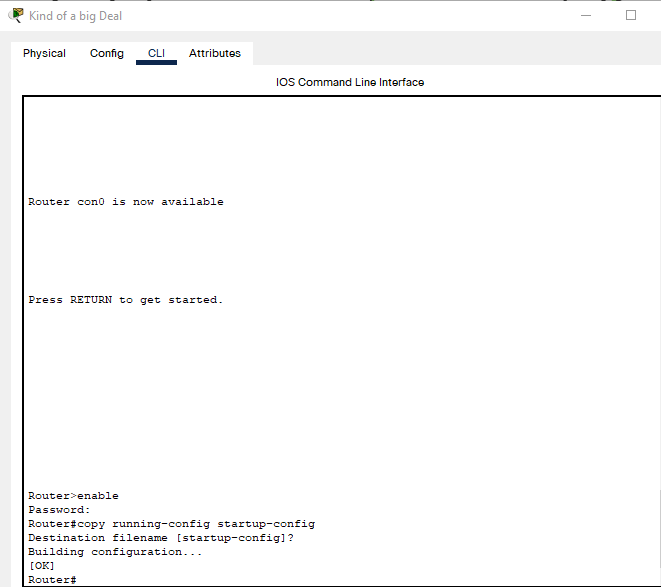 Kind of a big Deal
Physical Config CLI Attributes
IOS Command Line Interface
Router con0 is now available
Press RETURN to get started.
Router>enable
Password:
Router#copy running-config startup-config
Destination filename [startup-config]?
Building configuration...
[OK]
Router#